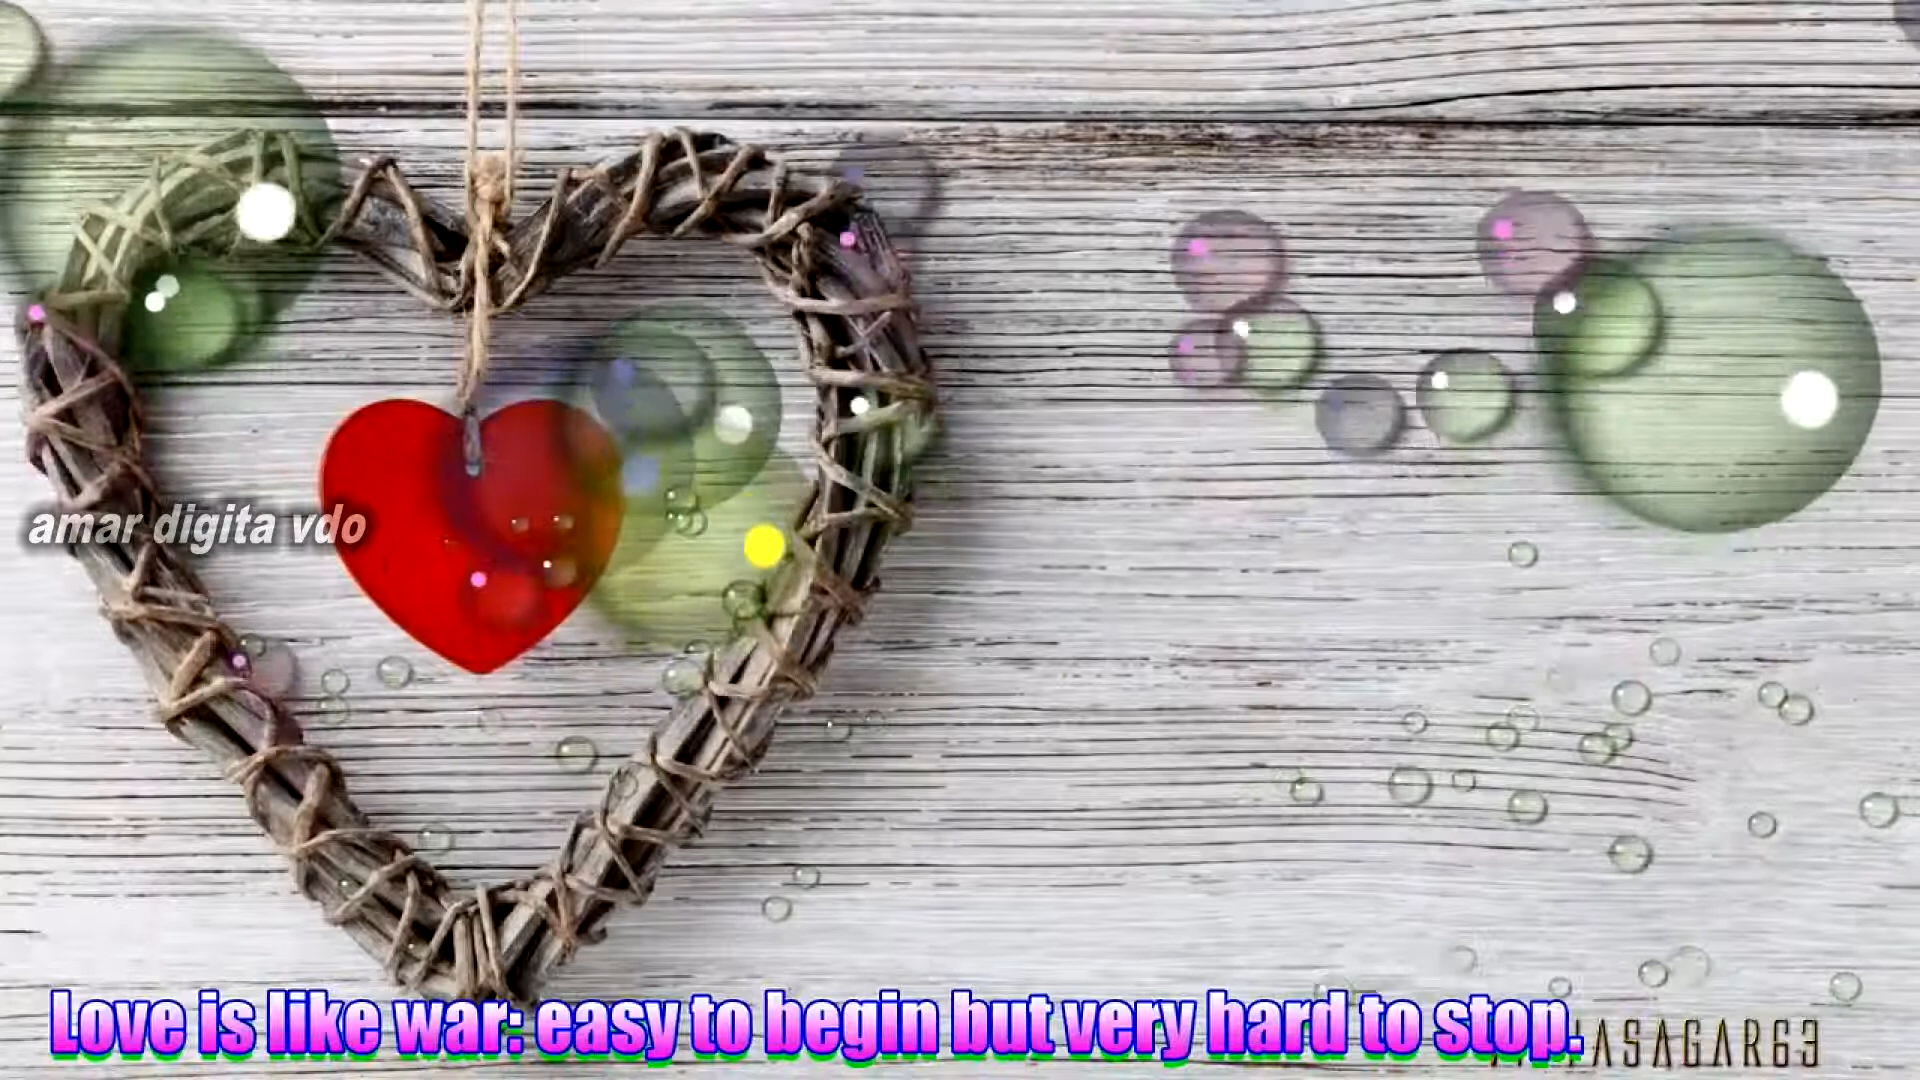 amar digita vdo
Love is like war: easy to begin but very hard to stop.